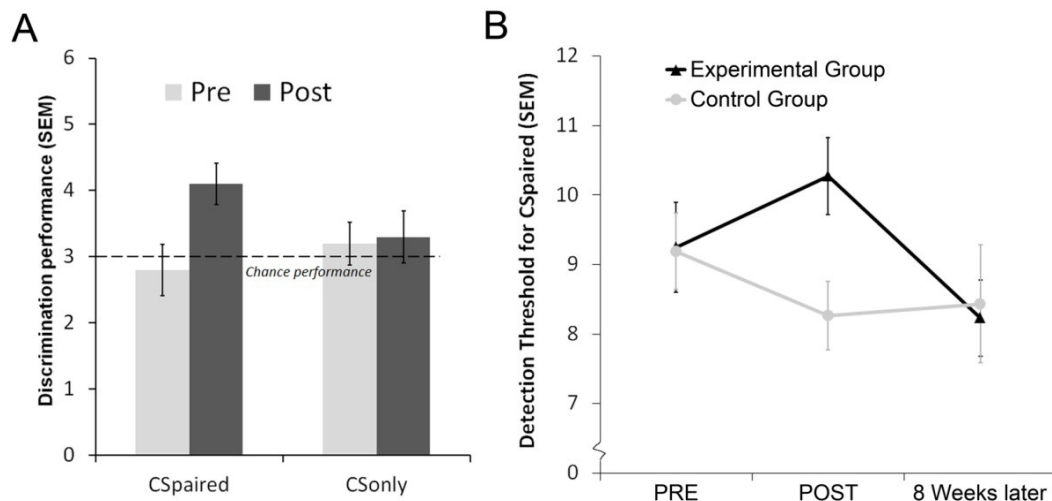 A
Discrimination performance (SEM)
6
5
4
3
2
1
0
Pre
Post
Chance performance
CSpaired
CSonly
B
Detection Threshold for CSpaired (SEM)
12
11
10
9
8
7
0
Experimental Group
Control Group
PRE
POST
8 Weeks later